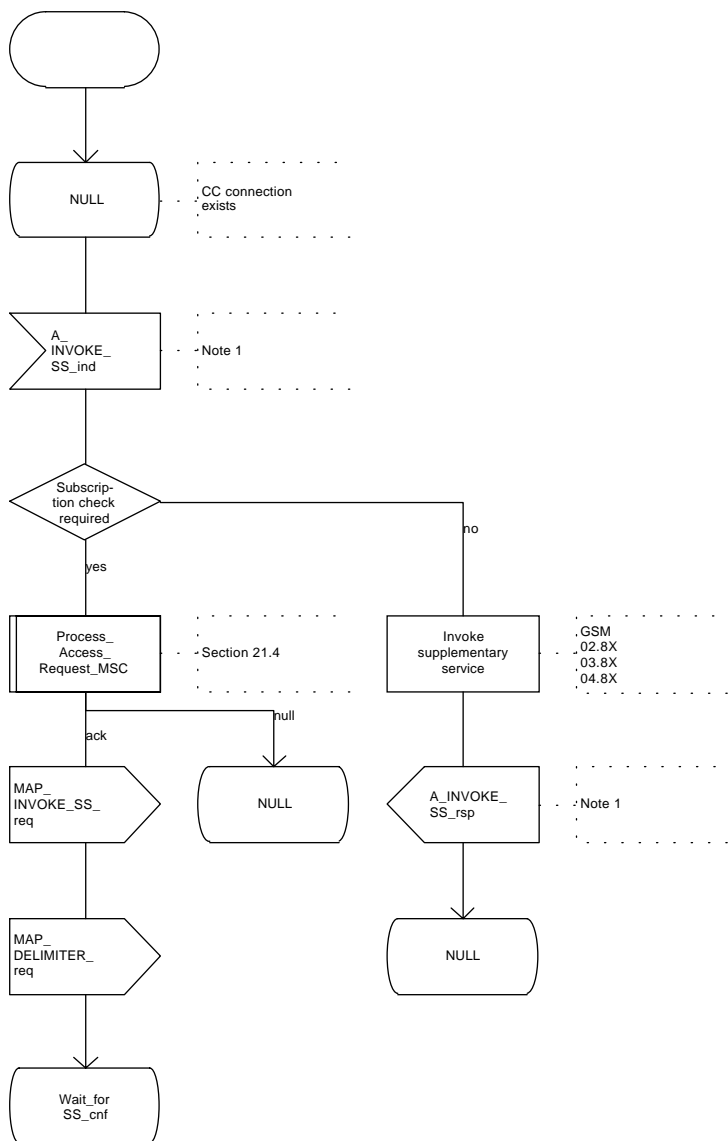 NULL
CC connection
exists
A_
INVOKE_
SS_ind
Note 1
Subscrip-
tion check
required
no
yes
Process_
Access_
Request_MSC
Section 21.4
Invoke
supplementary
service
GSM
02.8X
03.8X
04.8X
null
ack
MAP_
INVOKE_SS_
req
NULL
A_INVOKE_
SS_rsp
Note 1
MAP_
DELIMITER_
req
NULL
Wait_for
SS_cnf